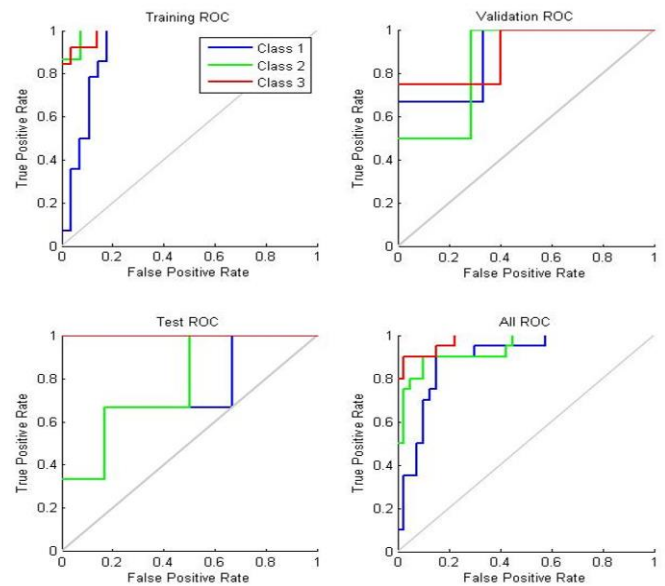 Training ROC
1
0.8
0.6
0.4
0.2
0
True Positive Rate
Class 1
Class 2
Class 3
0 0.2 0.4 0.6 0.8 1
False Positive Rate
Validation ROC
1
0.8
0.6
0.4
0.2
0
True Positive Rate
0 0.2 0.4 0.6 0.8 1
False Positive Rate
Test ROC
1
0.8
0.6
0.4
0.2
0
True Positive Rate
0 0.2 0.4 0.6 0.8 1
False Positive Rate
All ROC
1
0.8
0.6
0.4
0.2
0
True Positive Rate
0 0.2 0.4 0.6 0.8 1
False Positive Rate